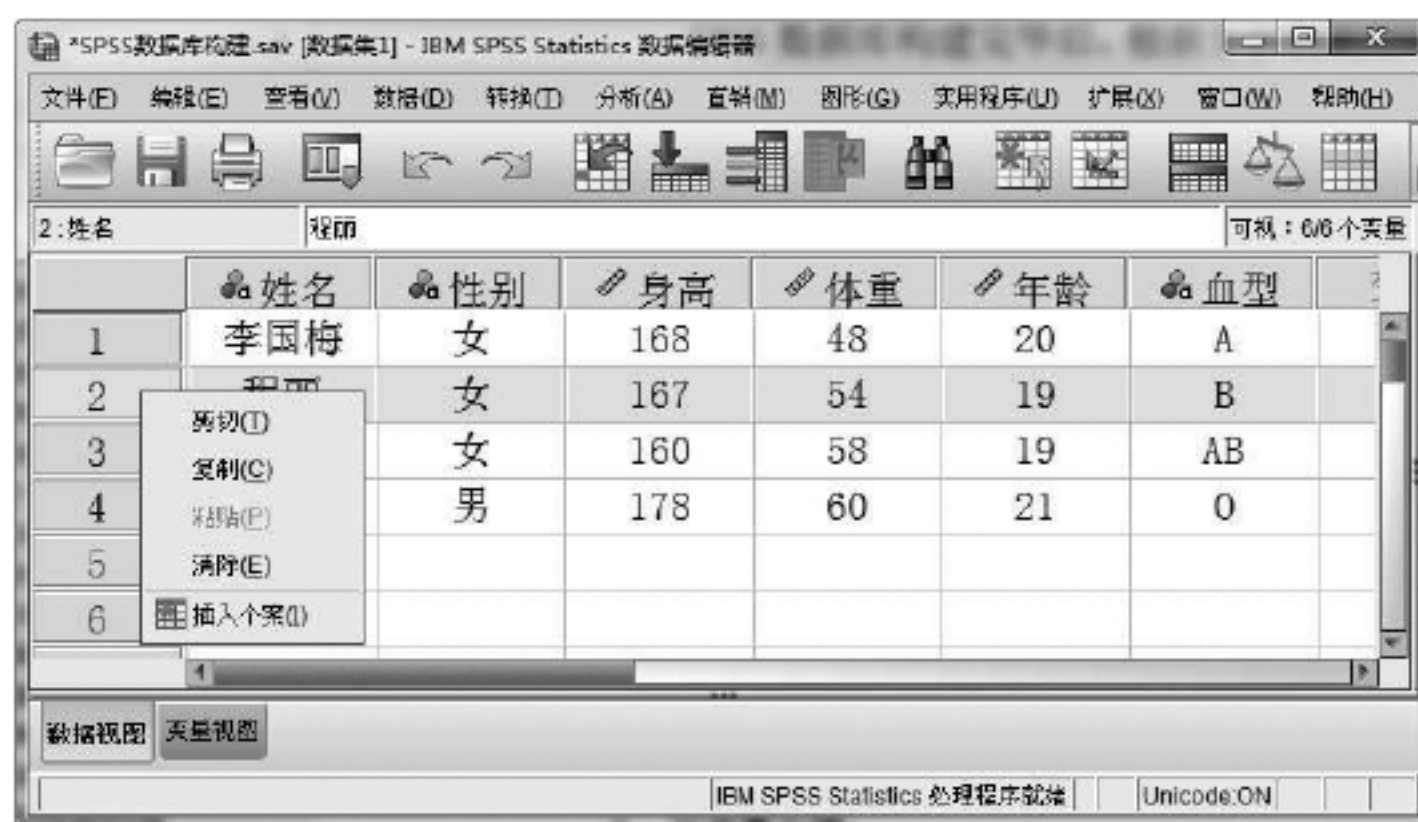 *SPSS数据库构建.sav [数据集1] - IBM SPSS Statistics 数据编辑器
文件(F) 编辑(E) 查看(V) 数据(D) 转换(T) 分析(A) 直销(M) 图形(G) 实用程序(U) 扩展(X) 窗口(W) 帮助(H)
2:姓名 程丽 可视:6/6个变量
姓名 性别 身高 体重 年龄 血型
1 李国梅 女 168 48 20 A
2 程丽 女 167 54 19 B
3 女 160 58 19 AB
4 男 178 60 21 O
5
6
剪切(T)
复制(C)
粘贴(P)
清除(E)
插入个案(I)
数据视图 变量视图
IBM SPSS Statistics 处理程序就绪 Unicode:ON